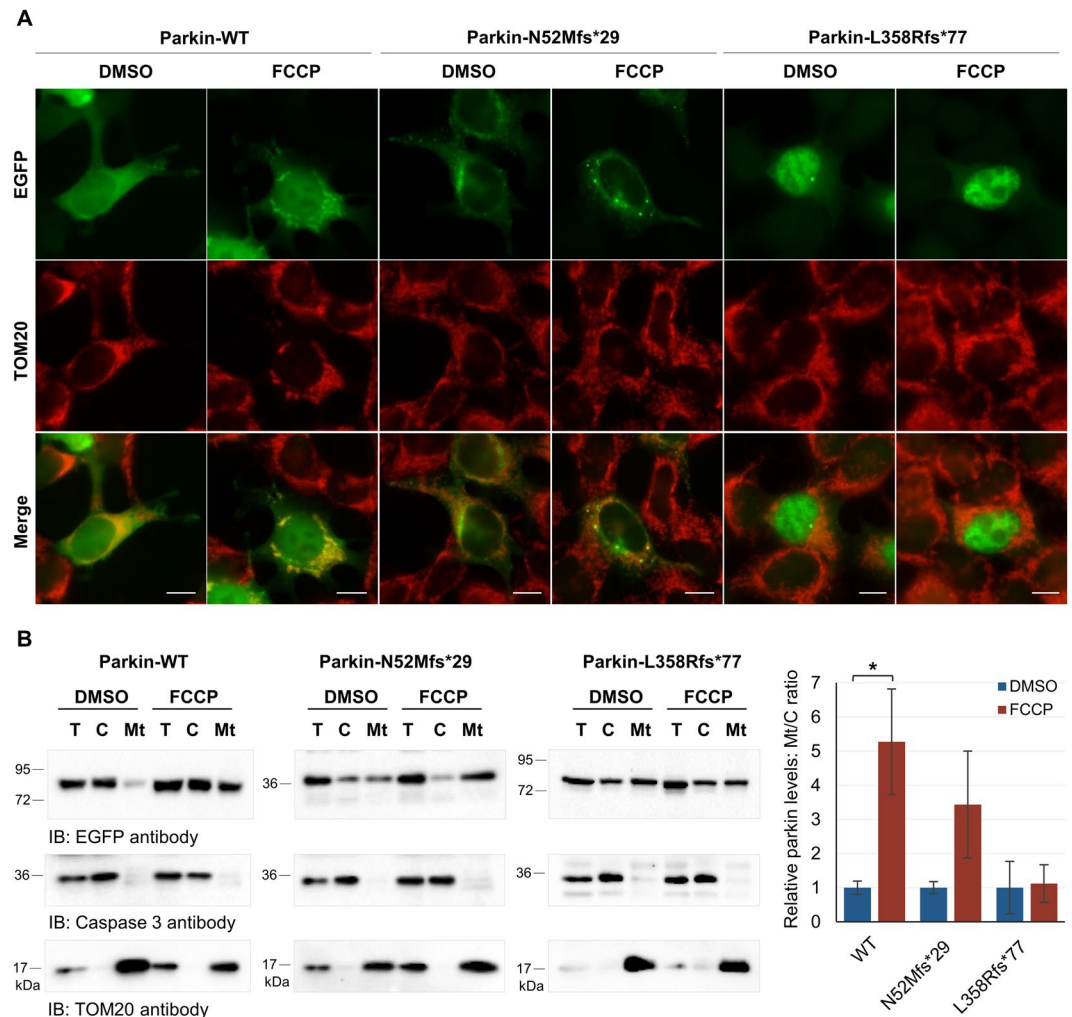 A
Parkin-WT Parkin-N52Mfs*29 Parkin-L358Rfs*77
DMSO FCCP DMSO FCCP DMSO FCCP
EGFP
TOM20
Merge
B
Parkin-WT Parkin-N52Mfs*29 Parkin-L358Rfs*77
DMSO FCCP DMSO FCCP DMSO FCCP
T C Mt T C Mt T C Mt T C Mt T C Mt T C Mt
95 36 95
72 72
IB: EGFP antibody
36 36 36
IB: Caspase 3 antibody
17 17 17
kDa kDa kDa
IB: TOM20 antibody
Relative parkin levels: Mt/C ratio
7
6
5
4
3
2
1
0
*
DMSO
FCCP
WT
N52Mfs*29
L358Rfs*77